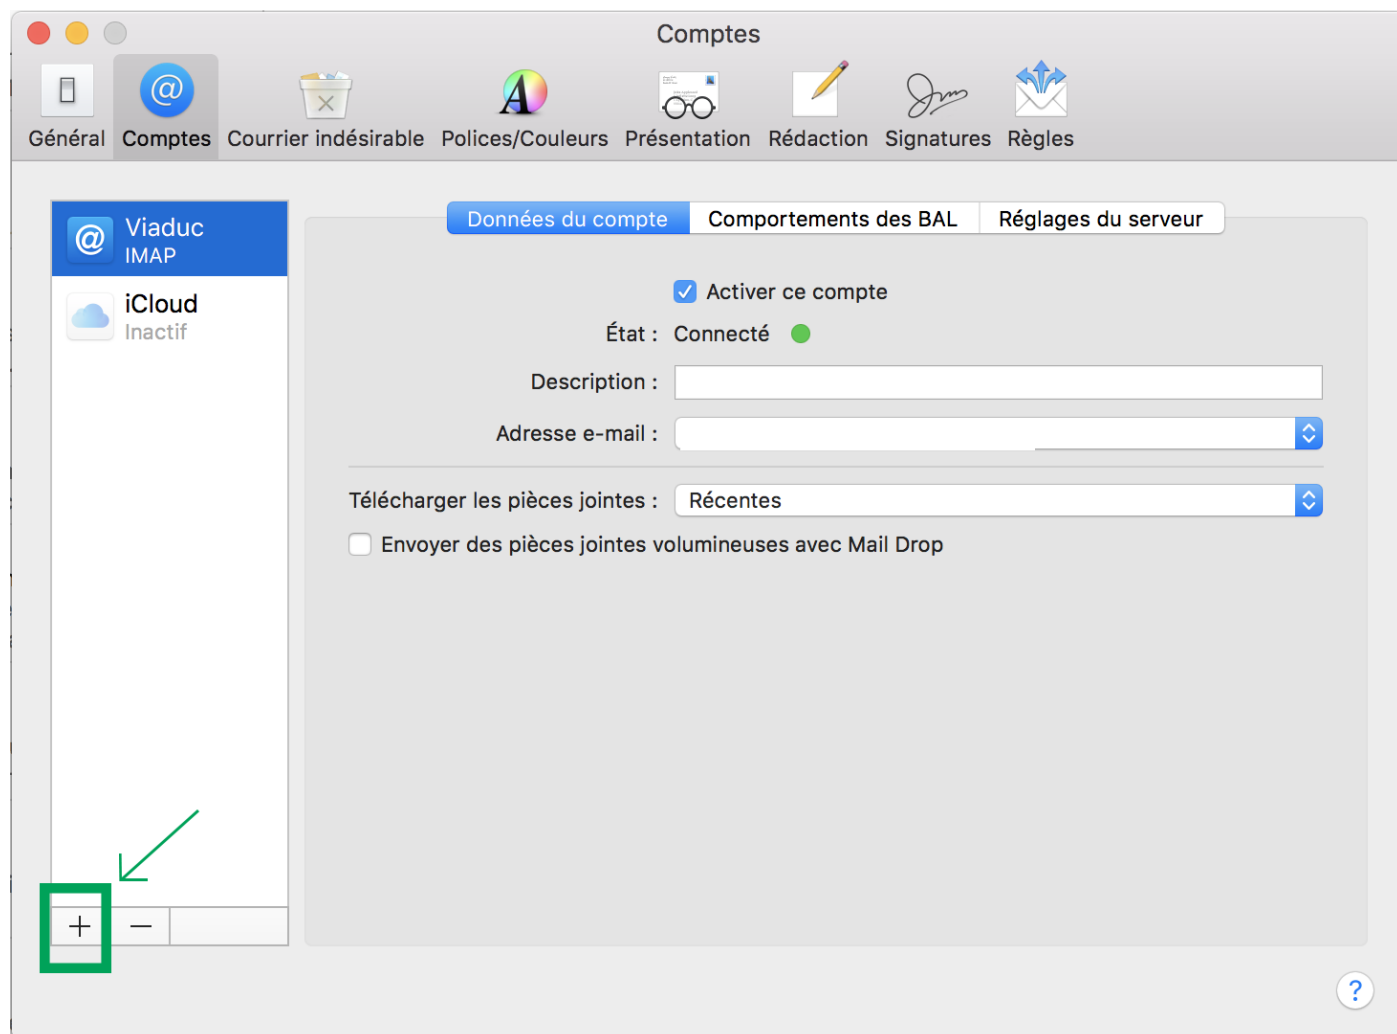 Comptes
Général Comptes Courrier indésirable Polices/Couleurs Présentation Rédaction Signatures Règles
Viaduc
IMAP
iCloud
Inactif
Données du compte Comportements des BAL Réglages du serveur
Activer ce compte
État : Connecté
Description :
Adresse e-mail :
Télécharger les pièces jointes : Récentes
Envoyer des pièces jointes volumineuses avec Mail Drop
+ −
?